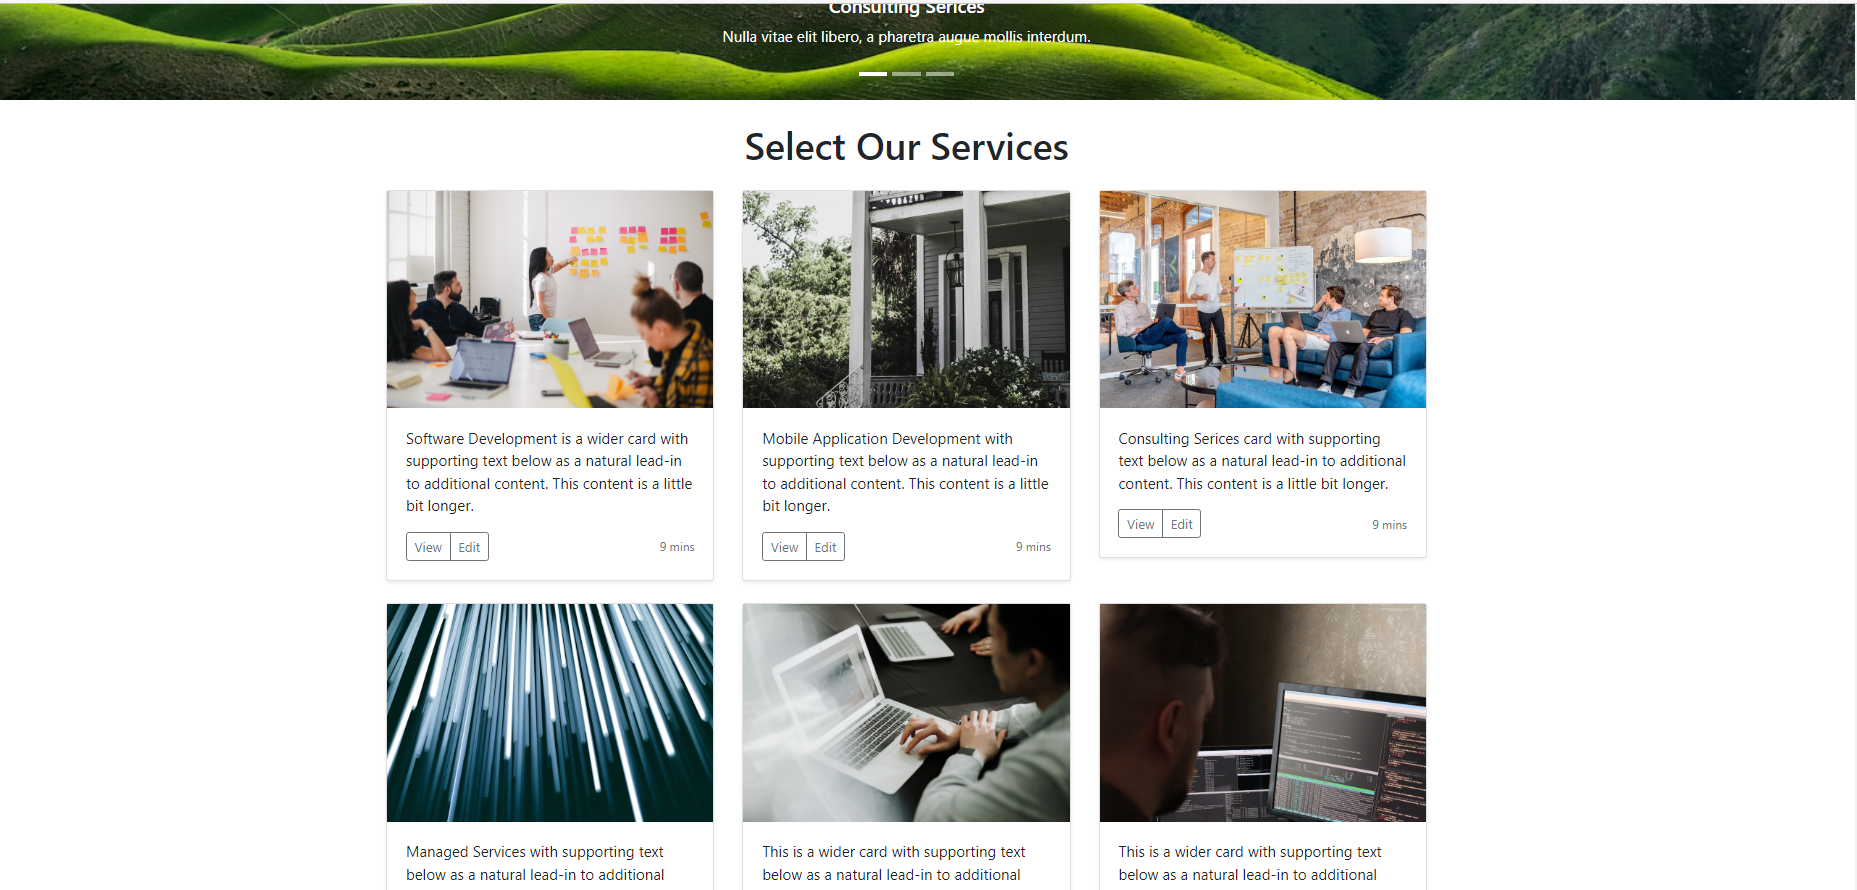 Consulting Serices
Nulla vitae elit libero, a pharetra augue mollis interdum.
Select Our Services
Software Development is a wider card with
supporting text below as a natural lead-in
to additional content. This content is a little
bit longer.
View Edit 9 mins
Mobile Application Development with
supporting text below as a natural lead-in
to additional content. This content is a little
bit longer.
View Edit 9 mins
Consulting Serices card with supporting
text below as a natural lead-in to additional
content. This content is a little bit longer.
View Edit 9 mins
Managed Services with supporting text
below as a natural lead-in to additional
This is a wider card with supporting text
below as a natural lead-in to additional
This is a wider card with supporting text
below as a natural lead-in to additional